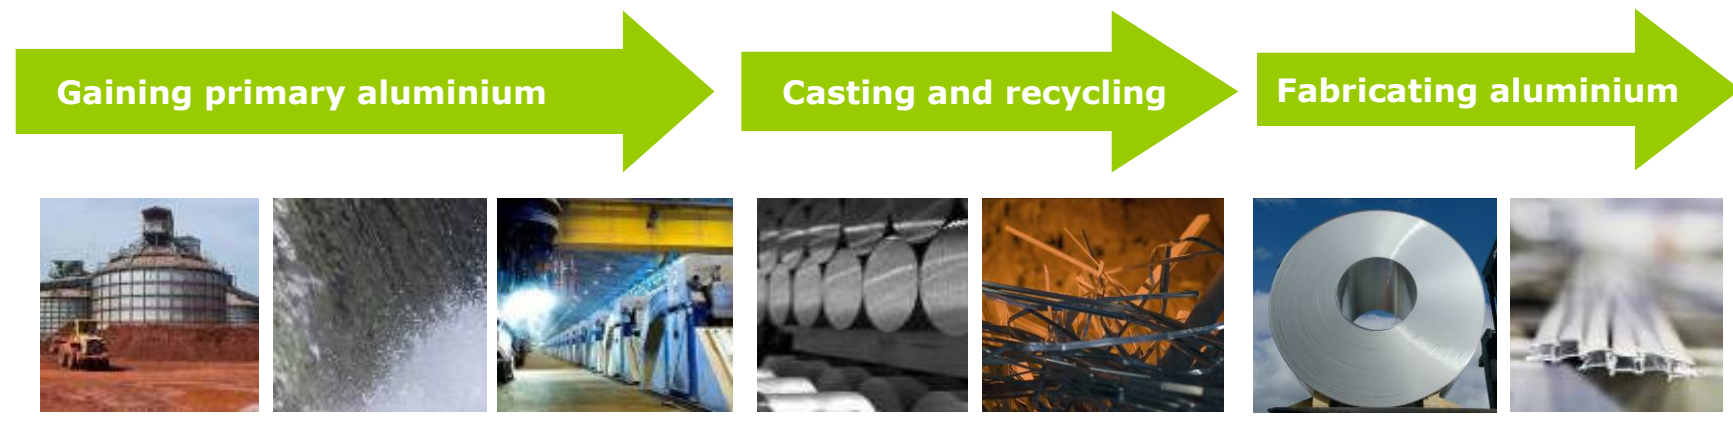 Gaining primary aluminium
Casting and recycling
Fabricating aluminium